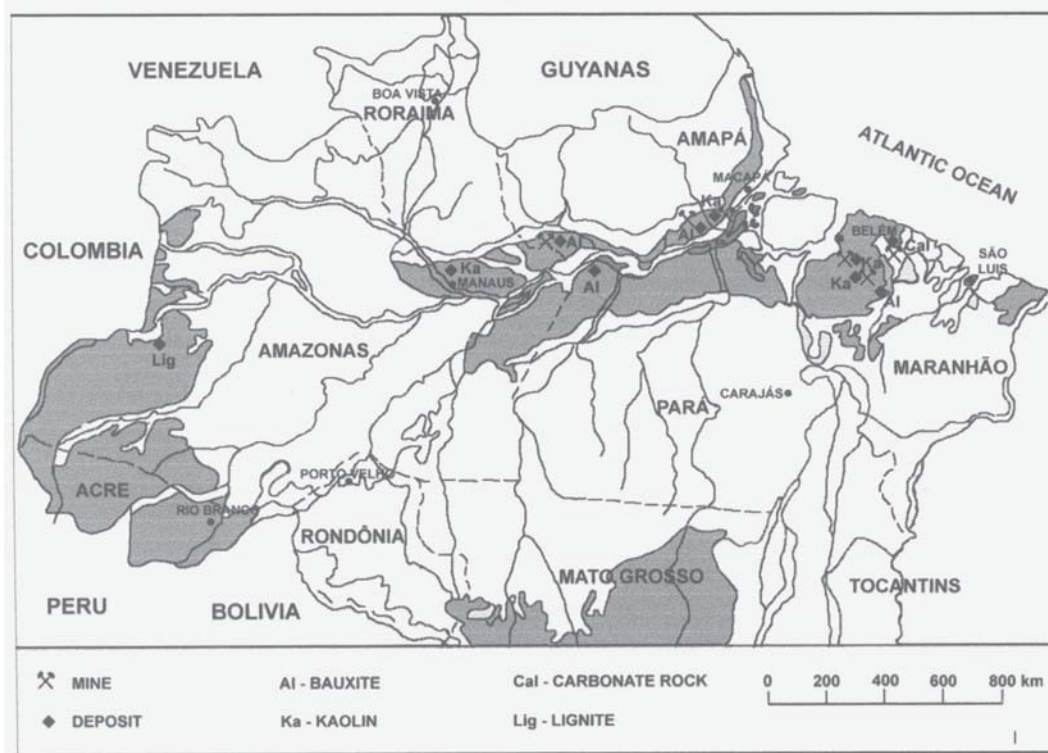 VENEZUELA
GUYANAS
BOA VISTA
RORAIMA
AMAPÁ
ATLANTIC OCEAN
MACAPÁ
Ka
Al
COLOMBIA
Al
Ka
MANAUS
Al
BELÉM
Cal
Ka
Ka
Al
SÃO
LUIS
Lig
AMAZONAS
MARANHÃO
PARÁ
CARAJÁS
ACRE
PORTO VELHO
RIO BRANCO
RONDÔNIA
MATO GROSSO
TOCANTINS
PERU
BOLIVIA
MINE
Al - BAUXITE
Cal - CARBONATE ROCK
0 200 400 600 800 km
DEPOSIT
Ka - KAOLIN
Lig - LIGNITE